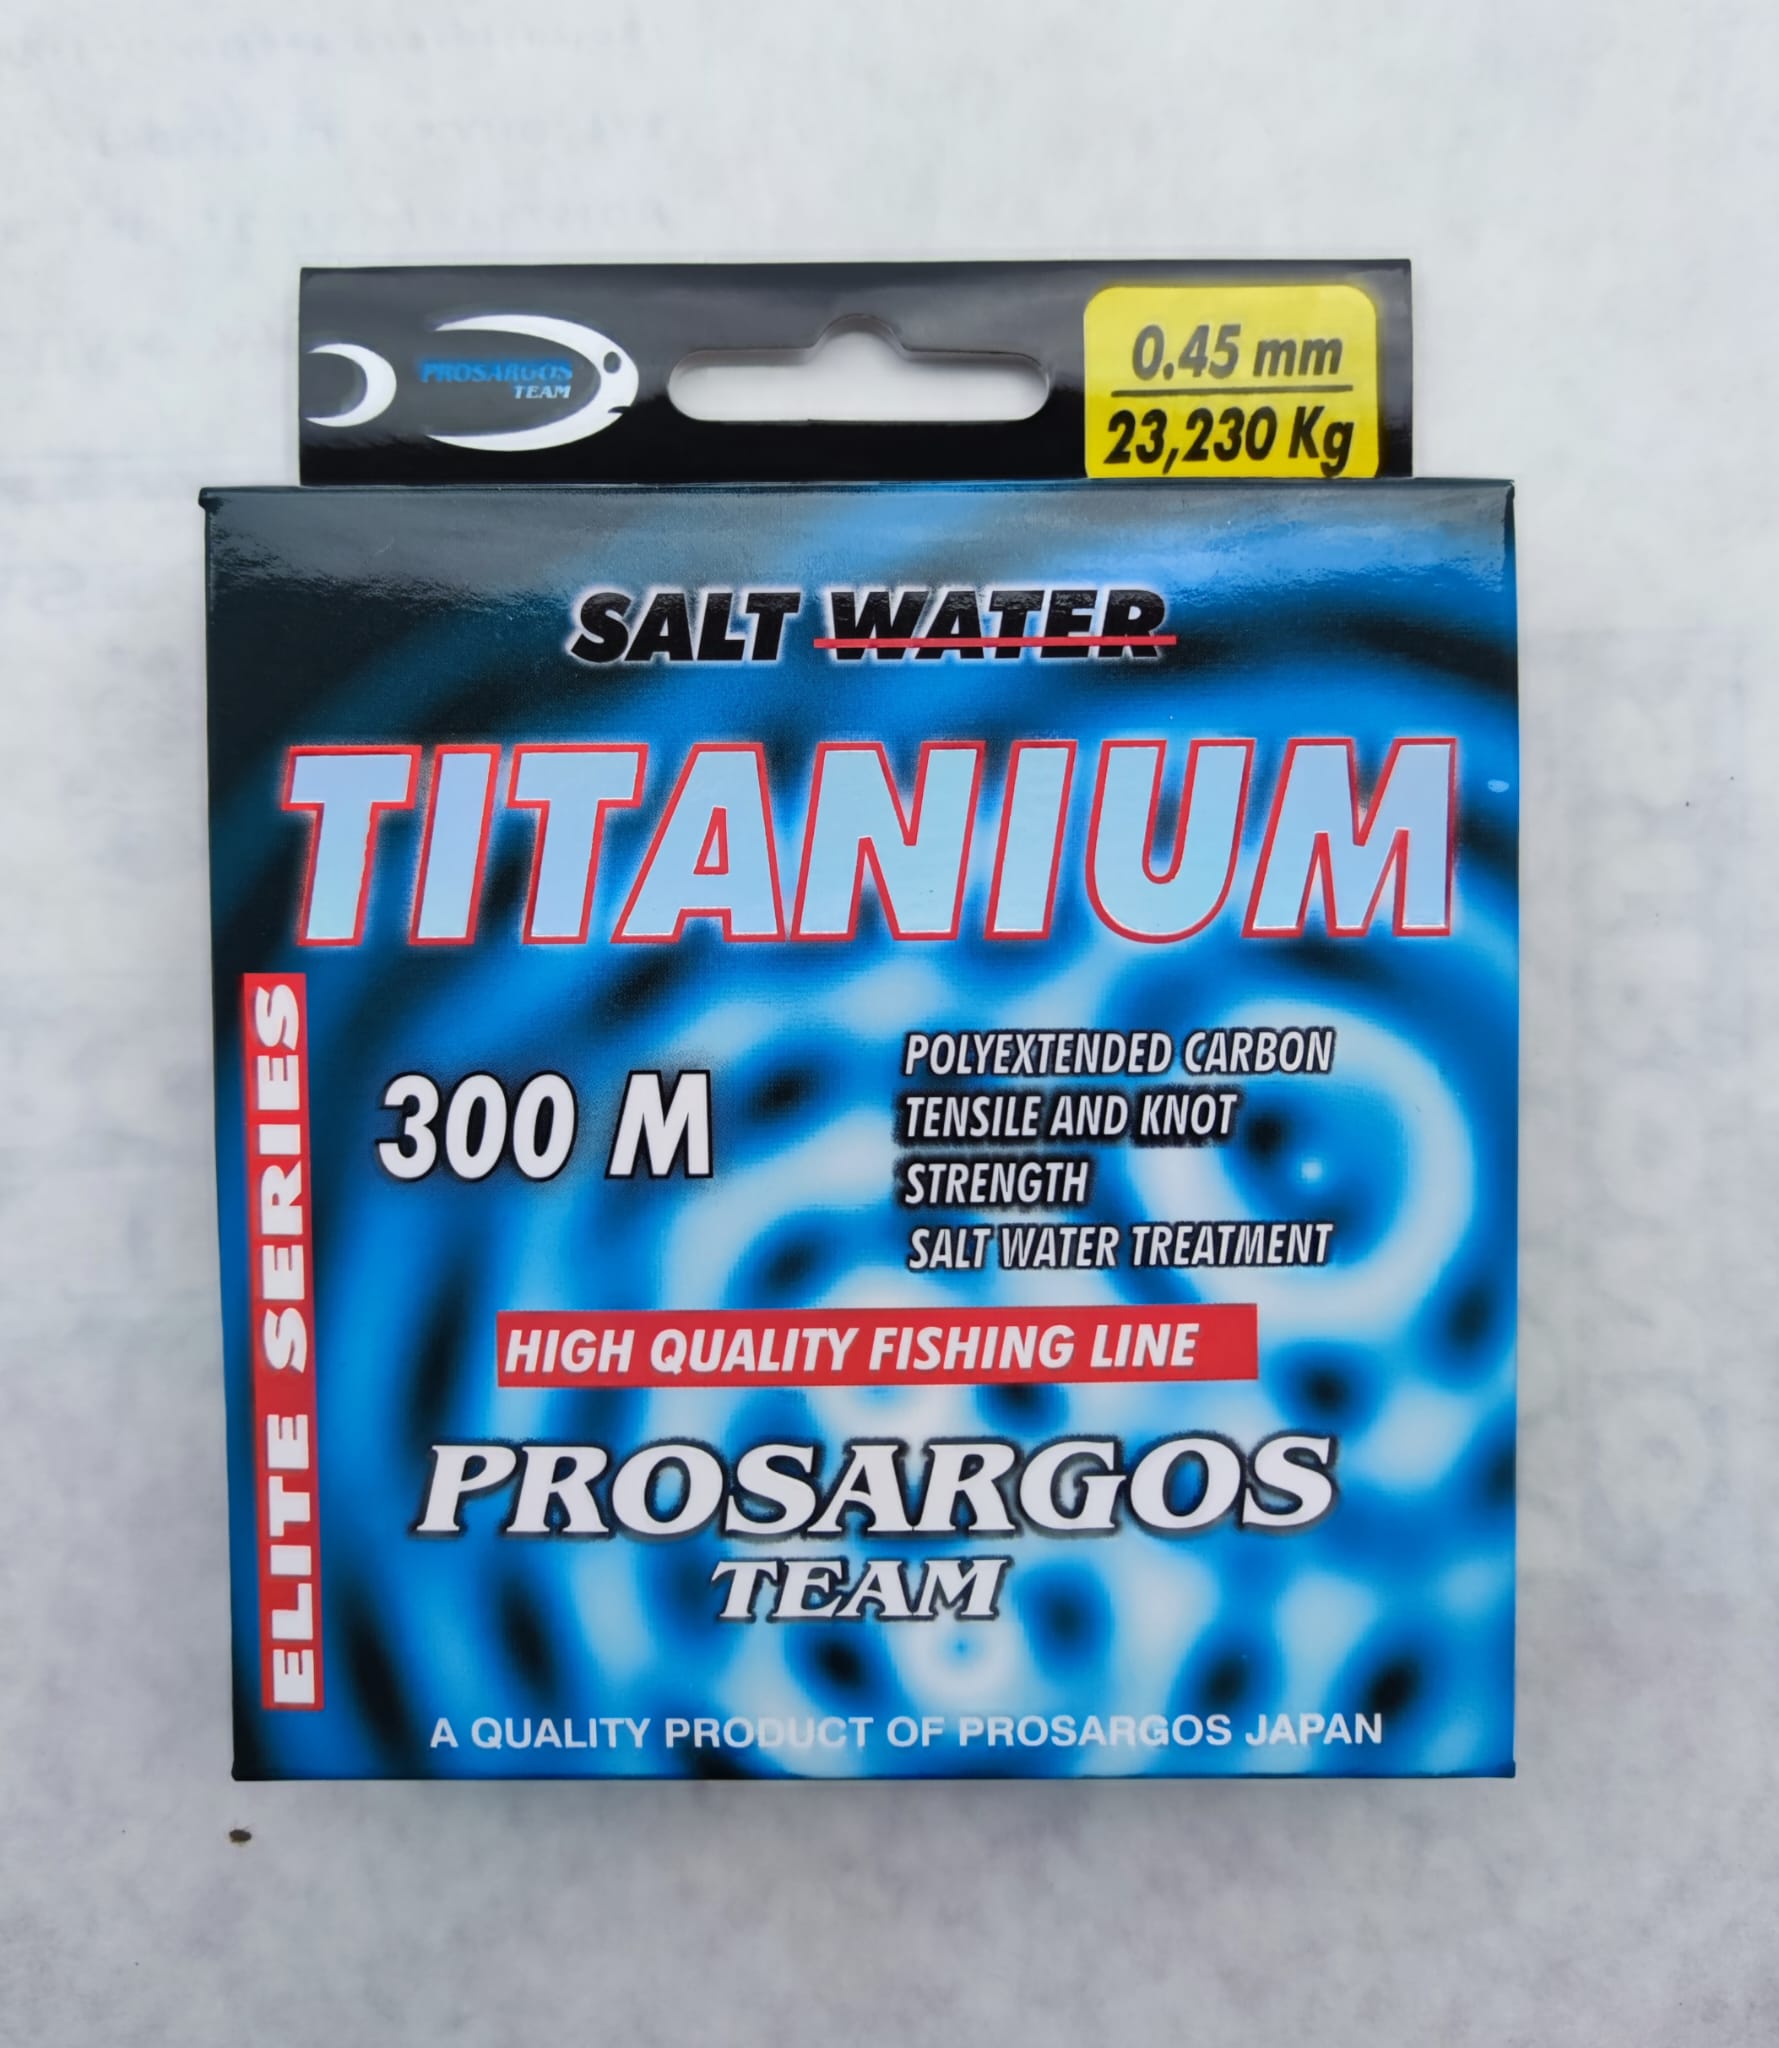 PROSARGOS
TEAM
0.45 mm
23,230 Kg
SALT WATER
TITANIUM
ELITE SERIES
300 M
POLYEXTENDED CARBON
TENSILE AND KNOT
STRENGTH
SALT WATER TREATMENT
HIGH QUALITY FISHING LINE
PROSARGOS
TEAM
A QUALITY PRODUCT OF PROSARGOS JAPAN